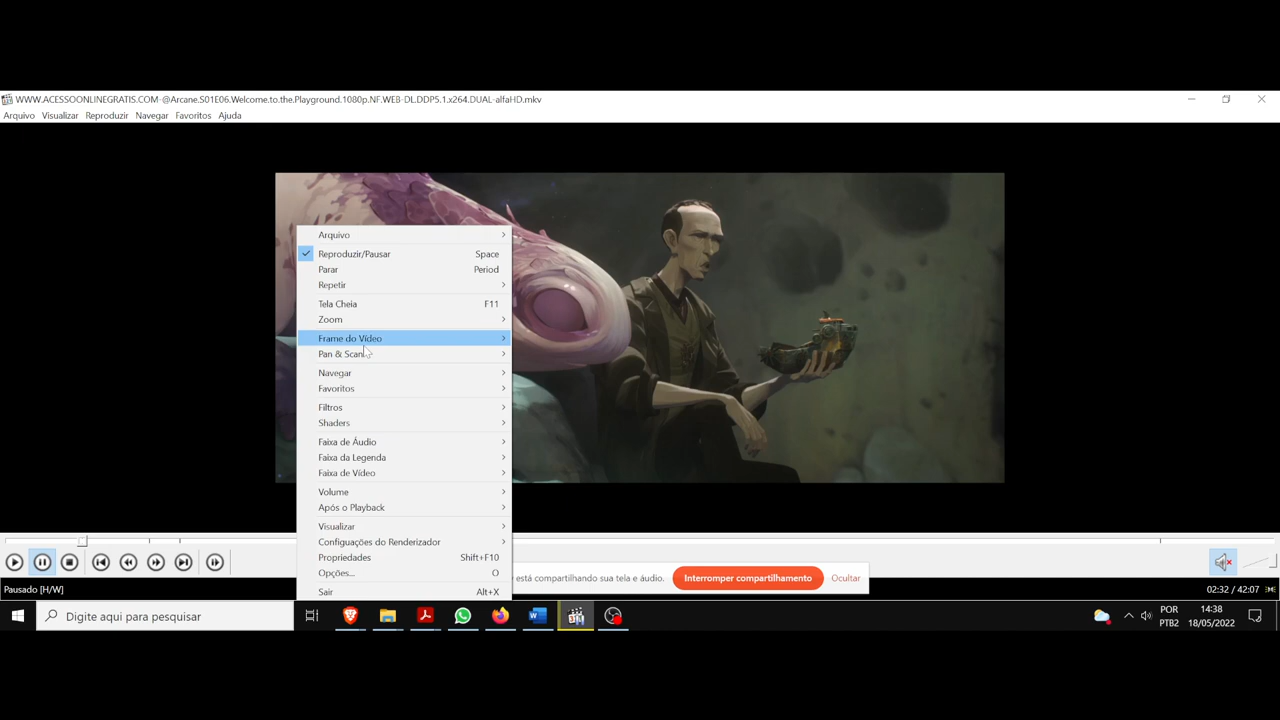 WWW.ACESSOONLINEGRATIS.COM-@Arcane.S01E06.Welcome.to.the.Playground.1080p.NF.WEB-DL.DDP5.1.x264.DUAL-alfaHD.mkv
Arquivo Visualizar Reproduzir Navegar Favoritos Ajuda
Arquivo
Reproduzir/Pausar Space
Parar Period
Repetir
Tela Cheia F11
Zoom
Frame do Vídeo
Pan & Scan
Navegar
Favoritos
Filtros
Shaders
Faixa de Áudio
Faixa da Legenda
Faixa de Vídeo
Volume
Após o Playback
Visualizar
Configuações do Renderizador
Propriedades Shift+F10
Opções... O
Sair Alt+X
está compartilhando sua tela e áudio. Interromper compartilhamento Ocultar
Pausado [H/W] 02:32 / 42:07
Digite aqui para pesquisar
POR
PTB2
14:38
18/05/2022